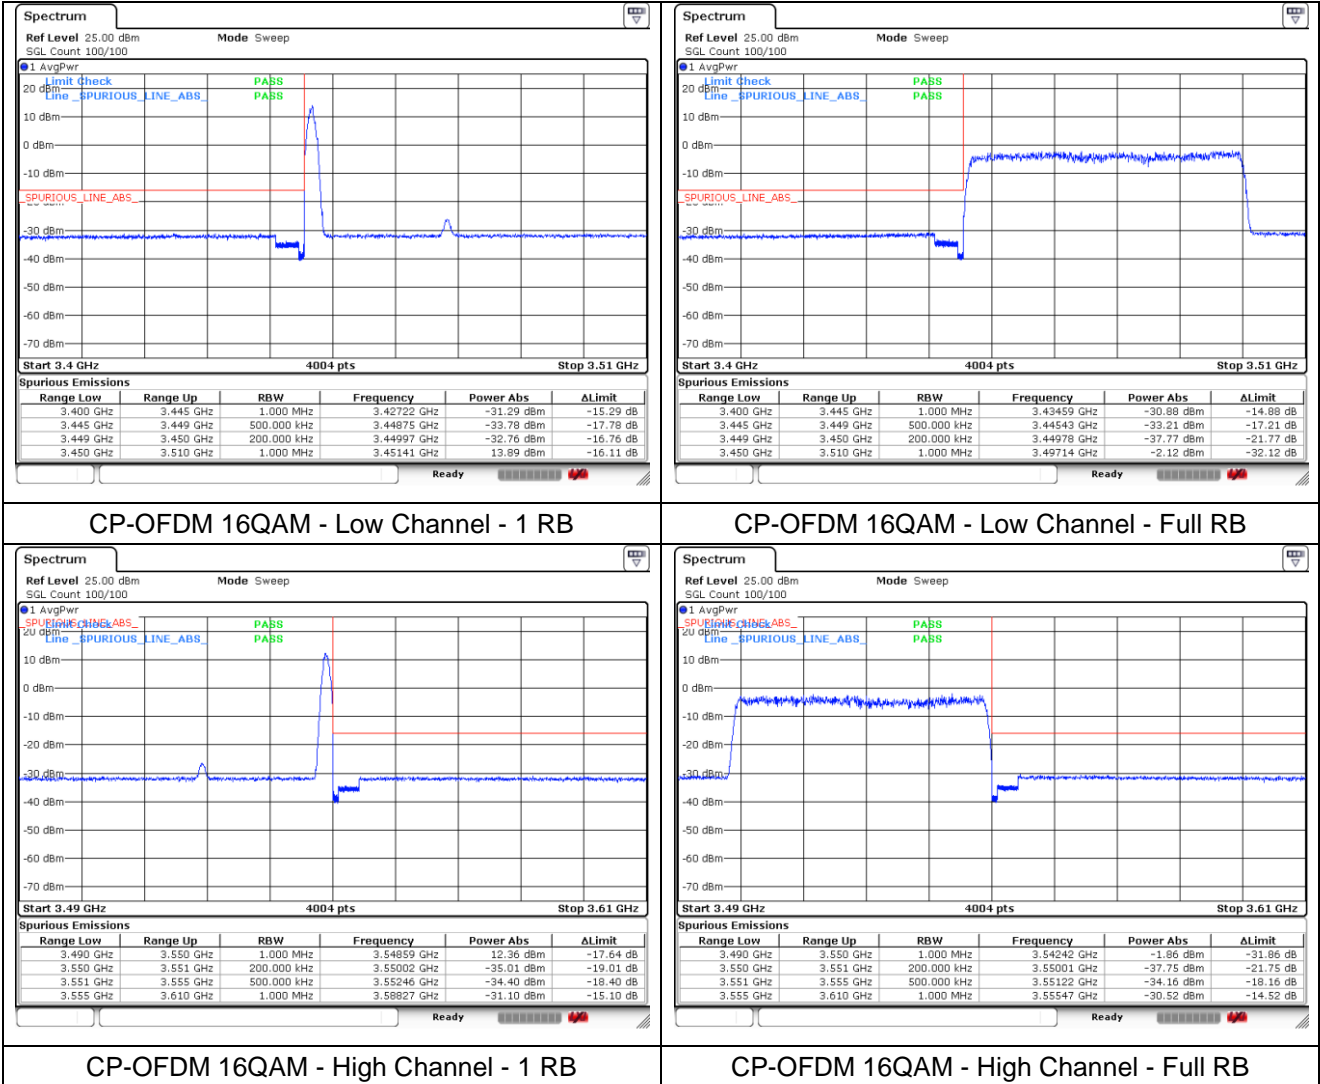 Spectrum
Ref Level 25.00 dBm Mode Sweep
SGL Count 100/100
1 AvgPwr
Limit Check PASS
20 dBm
Line _SPURIOUS_LINE_ABS_ PASS
10 dBm
0 dBm
-10 dBm
_SPURIOUS_LINE_ABS_
-20 dBm
-30 dBm
-40 dBm
-50 dBm
-60 dBm
-70 dBm
Start 3.4 GHz 4004 pts Stop 3.51 GHz
Spurious Emissions
Range Low Range Up RBW Frequency Power Abs ΔLimit
3.400 GHz 3.445 GHz 1.000 MHz 3.42722 GHz -31.29 dBm -15.29 dB
3.445 GHz 3.449 GHz 500.000 kHz 3.44875 GHz -33.78 dBm -17.78 dB
3.449 GHz 3.450 GHz 200.000 kHz 3.44997 GHz -32.76 dBm -16.76 dB
3.450 GHz 3.510 GHz 1.000 MHz 3.45141 GHz 13.89 dBm -16.11 dB
Ready
CP-OFDM 16QAM - Low Channel - 1 RB
Spectrum
Ref Level 25.00 dBm Mode Sweep
SGL Count 100/100
1 AvgPwr
Limit Check PASS
20 dBm
Line _SPURIOUS_LINE_ABS_ PASS
10 dBm
0 dBm
-10 dBm
_SPURIOUS_LINE_ABS_
-20 dBm
-30 dBm
-40 dBm
-50 dBm
-60 dBm
-70 dBm
Start 3.4 GHz 4004 pts Stop 3.51 GHz
Spurious Emissions
Range Low Range Up RBW Frequency Power Abs ΔLimit
3.400 GHz 3.445 GHz 1.000 MHz 3.43459 GHz -30.88 dBm -14.88 dB
3.445 GHz 3.449 GHz 500.000 kHz 3.44543 GHz -33.21 dBm -17.21 dB
3.449 GHz 3.450 GHz 200.000 kHz 3.44978 GHz -37.77 dBm -21.77 dB
3.450 GHz 3.510 GHz 1.000 MHz 3.49714 GHz -2.12 dBm -32.12 dB
Ready
CP-OFDM 16QAM - Low Channel - Full RB
Spectrum
Ref Level 25.00 dBm Mode Sweep
SGL Count 100/100
1 AvgPwr
_SPURIOUS_LINE_ABS_
Limit Check PASS
20 dBm
Line _SPURIOUS_LINE_ABS_ PASS
10 dBm
0 dBm
-10 dBm
-20 dBm
-30 dBm
-40 dBm
-50 dBm
-60 dBm
-70 dBm
Start 3.49 GHz 4004 pts Stop 3.61 GHz
Spurious Emissions
Range Low Range Up RBW Frequency Power Abs ΔLimit
3.490 GHz 3.550 GHz 1.000 MHz 3.54859 GHz 12.36 dBm -17.64 dB
3.550 GHz 3.551 GHz 200.000 kHz 3.55002 GHz -35.01 dBm -19.01 dB
3.551 GHz 3.555 GHz 500.000 kHz 3.55246 GHz -34.40 dBm -18.40 dB
3.555 GHz 3.610 GHz 1.000 MHz 3.58827 GHz -31.10 dBm -15.10 dB
Ready
CP-OFDM 16QAM - High Channel - 1 RB
Spectrum
Ref Level 25.00 dBm Mode Sweep
SGL Count 100/100
1 AvgPwr
_SPURIOUS_LINE_ABS_
Limit Check PASS
20 dBm
Line _SPURIOUS_LINE_ABS_ PASS
10 dBm
0 dBm
-10 dBm
-20 dBm
-30 dBm
-40 dBm
-50 dBm
-60 dBm
-70 dBm
Start 3.49 GHz 4004 pts Stop 3.61 GHz
Spurious Emissions
Range Low Range Up RBW Frequency Power Abs ΔLimit
3.490 GHz 3.550 GHz 1.000 MHz 3.54242 GHz -1.86 dBm -31.86 dB
3.550 GHz 3.551 GHz 200.000 kHz 3.55001 GHz -37.75 dBm -21.75 dB
3.551 GHz 3.555 GHz 500.000 kHz 3.55122 GHz -34.16 dBm -18.16 dB
3.555 GHz 3.610 GHz 1.000 MHz 3.55547 GHz -30.52 dBm -14.52 dB
Ready
CP-OFDM 16QAM - High Channel - Full RB